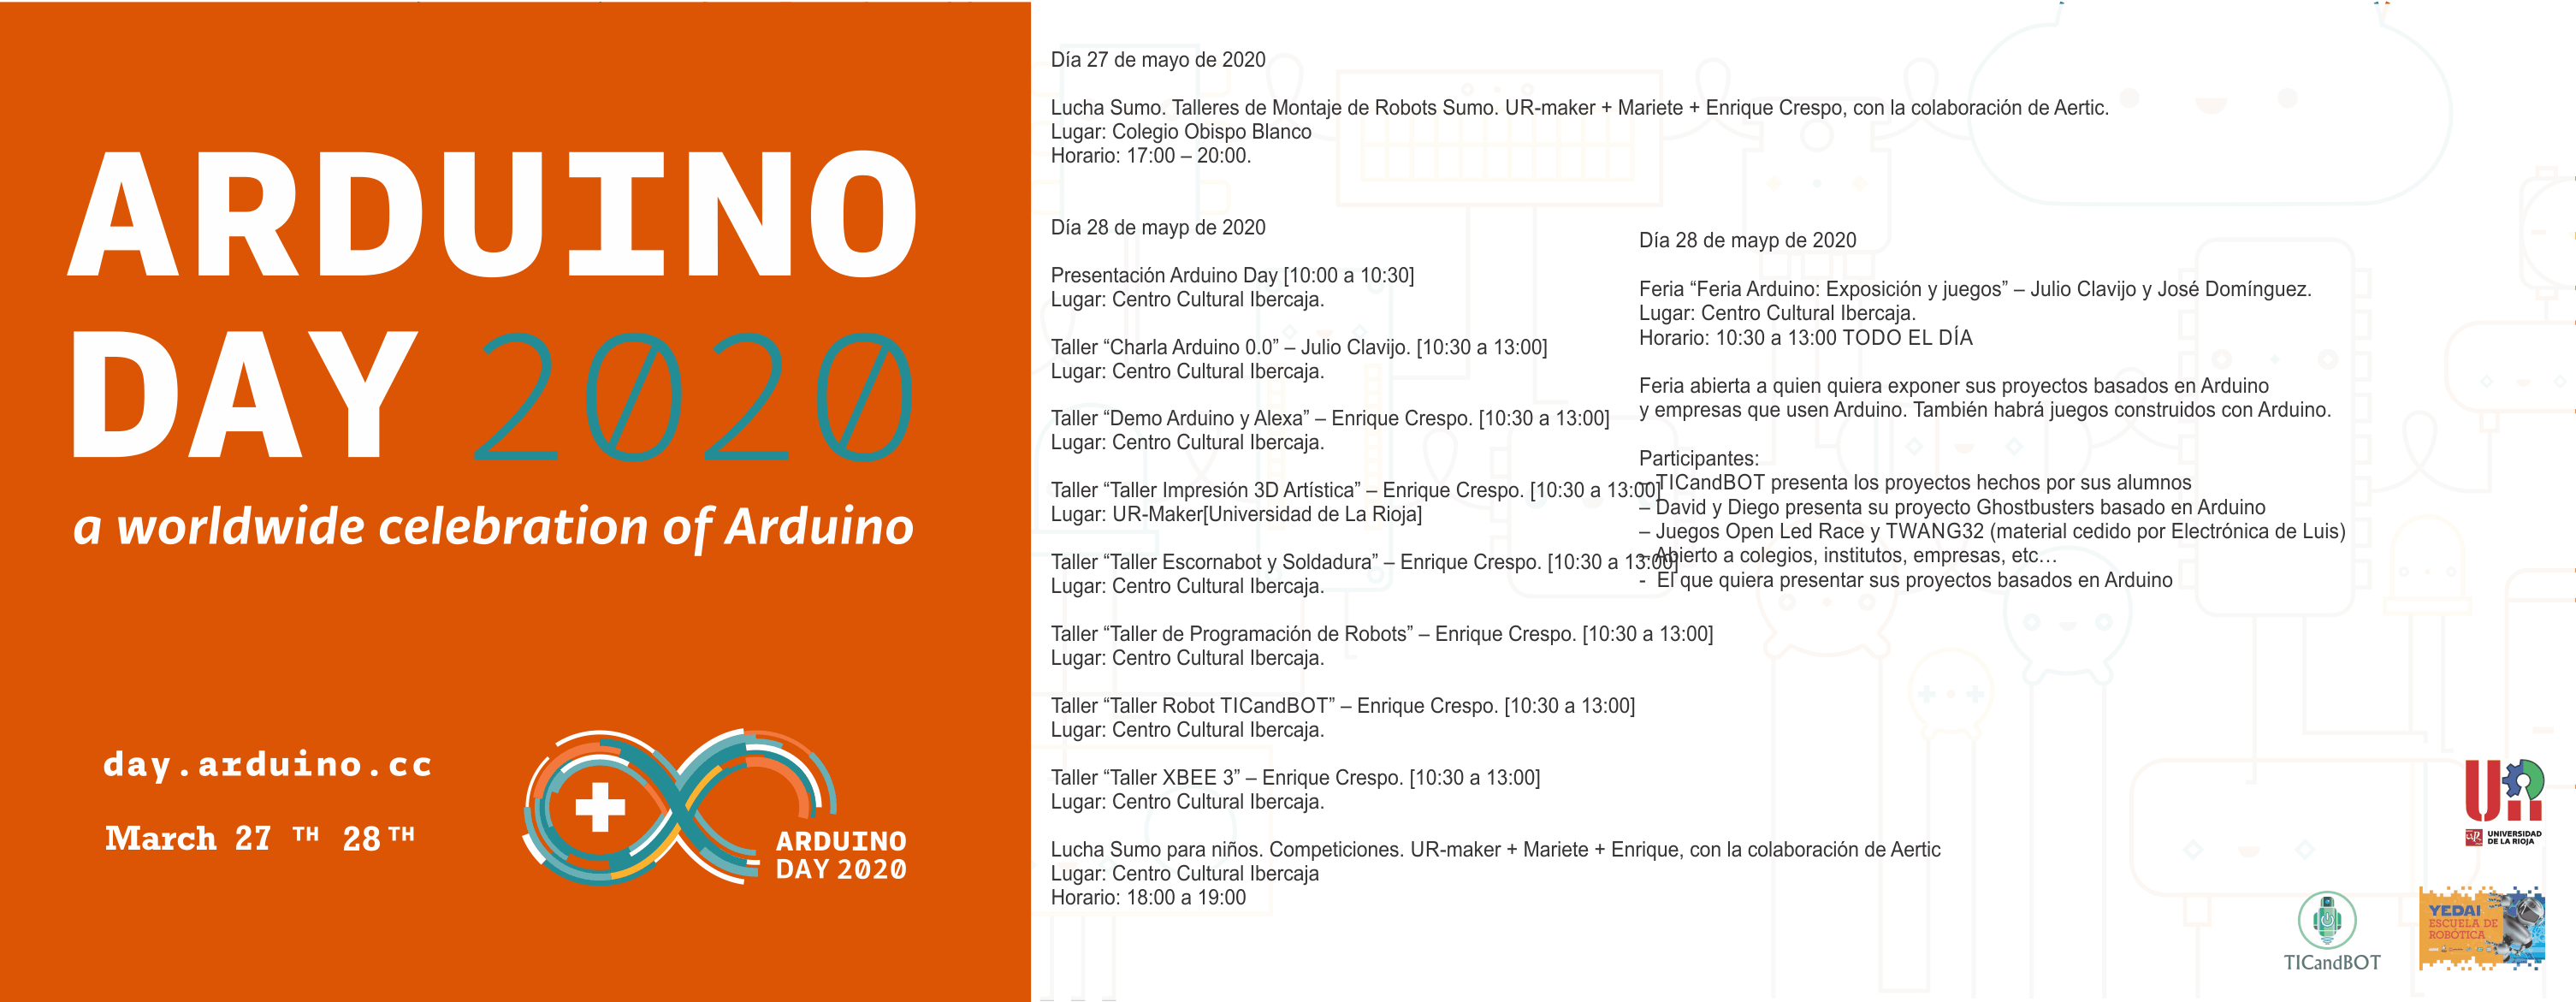 ARDUINO
DAY 2020
a worldwide celebration of Arduino
day.arduino.cc
March 27 TH 28 TH
ARDUINO
DAY 2020
Día 27 de mayo de 2020
Lucha Sumo. Talleres de Montaje de Robots Sumo. UR-maker + Mariete + Enrique Crespo, con la colaboración de Aertic.
Lugar: Colegio Obispo Blanco
Horario: 17:00 – 20:00.
Día 28 de mayp de 2020
Presentación Arduino Day [10:00 a 10:30]
Lugar: Centro Cultural Ibercaja.
Taller “Charla Arduino 0.0” – Julio Clavijo. [10:30 a 13:00]
Lugar: Centro Cultural Ibercaja.
Taller “Demo Arduino y Alexa” – Enrique Crespo. [10:30 a 13:00]
Lugar: Centro Cultural Ibercaja.
Taller “Taller Impresión 3D Artística” – Enrique Crespo. [10:30 a 13:00]
Lugar: UR-Maker[Universidad de La Rioja]
Taller “Taller Escornabot y Soldadura” – Enrique Crespo. [10:30 a 13:00]
Lugar: Centro Cultural Ibercaja.
Taller “Taller de Programación de Robots” – Enrique Crespo. [10:30 a 13:00]
Lugar: Centro Cultural Ibercaja.
Taller “Taller Robot TICandBOT” – Enrique Crespo. [10:30 a 13:00]
Lugar: Centro Cultural Ibercaja.
Taller “Taller XBEE 3” – Enrique Crespo. [10:30 a 13:00]
Lugar: Centro Cultural Ibercaja.
Lucha Sumo para niños. Competiciones. UR-maker + Mariete + Enrique, con la colaboración de Aertic
Lugar: Centro Cultural Ibercaja
Horario: 18:00 a 19:00
Día 28 de mayp de 2020
Feria “Feria Arduino: Exposición y juegos” – Julio Clavijo y José Domínguez.
Lugar: Centro Cultural Ibercaja.
Horario: 10:30 a 13:00 TODO EL DÍA
Feria abierta a quien quiera exponer sus proyectos basados en Arduino
y empresas que usen Arduino. También habrá juegos construidos con Arduino.
Participantes:
– TICandBOT presenta los proyectos hechos por sus alumnos
– David y Diego presenta su proyecto Ghostbusters basado en Arduino
– Juegos Open Led Race y TWANG32 (material cedido por Electrónica de Luis)
– Abierto a colegios, institutos, empresas, etc…
- El que quiera presentar sus proyectos basados en Arduino
UNIVERSIDAD
DE LA RIOJA
TICandBOT
YEDAI
ESCUELA DE
ROBÓTICA